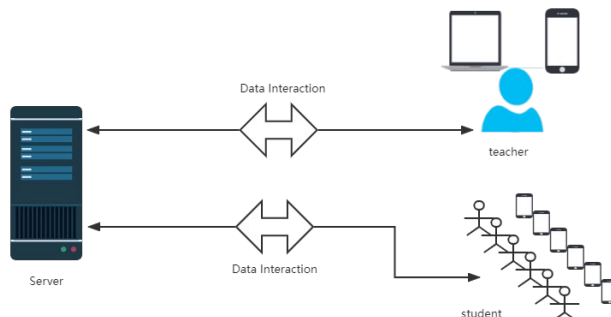 Data Interaction
teacher
Server
Data Interaction
student